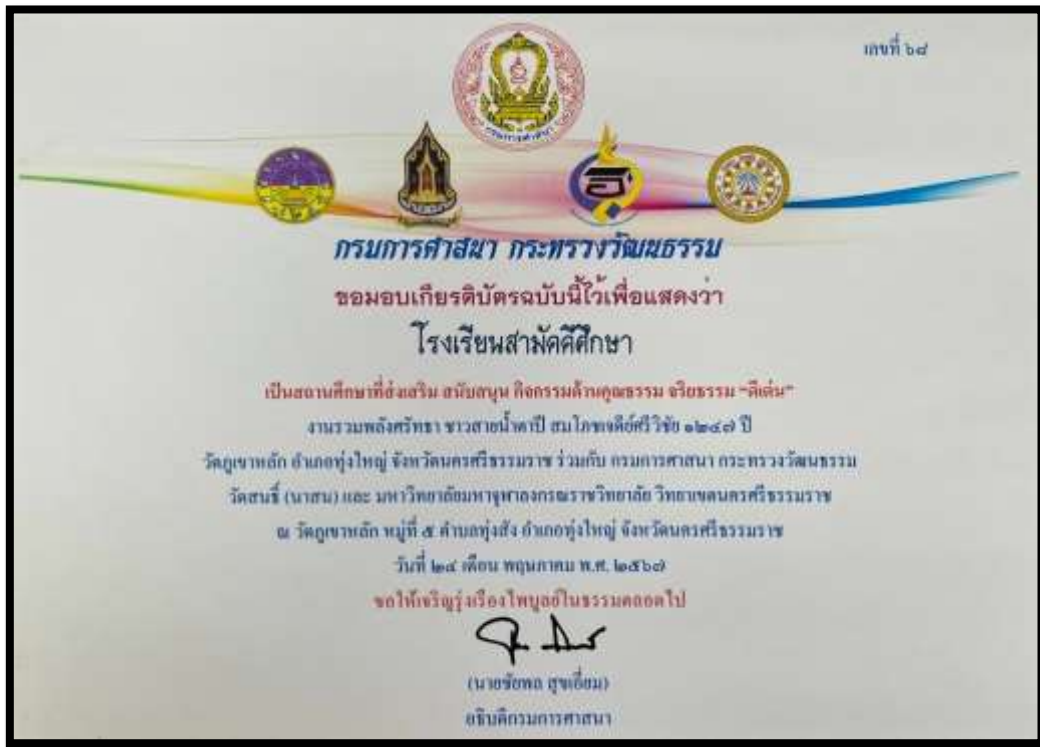 เลขที่ ๖๘
กรมการศาสนา
กรมการศาสนา กระทรวงวัฒนธรรม
ขอมอบเกียรติบัตรฉบับนี้ไว้เพื่อแสดงว่า
โรงเรียนสามัคคีศึกษา
เป็นสถานศึกษาที่ส่งเสริม สนับสนุน กิจกรรมด้านคุณธรรม จริยธรรม “ดีเด่น”
งานรวมพลังศรัทธา ชาวสายน้ำตาปี สมโภชเจดีย์ศรีวิชัย ๑๒๔๗ ปี
วัดภูเขาหลัก อำเภอทุ่งใหญ่ จังหวัดนครศรีธรรมราช ร่วมกับ กรมการศาสนา กระทรวงวัฒนธรรม
วัดสนธิ์ (นาสน) และ มหาวิทยาลัยมหาจุฬาลงกรณราชวิทยาลัย วิทยาเขตนครศรีธรรมราช
ณ วัดภูเขาหลัก หมู่ที่ ๕ ตำบลทุ่งสัง อำเภอทุ่งใหญ่ จังหวัดนครศรีธรรมราช
วันที่ ๒๔ เดือน พฤษภาคม พ.ศ. ๒๕๖๗
ขอให้เจริญรุ่งเรืองไพบูลย์ในธรรมตลอดไป
(นายชัยพล สุขเอี่ยม)
อธิบดีกรมการศาสนา